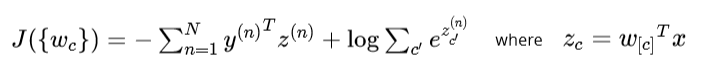 J({w_c}) = − ∑_{n=1}^{N} y^{(n)^T} z^{(n)} + log ∑_{c'} e^{z_{c'}^{(n)}} where z_c = w_{[c]}^T x